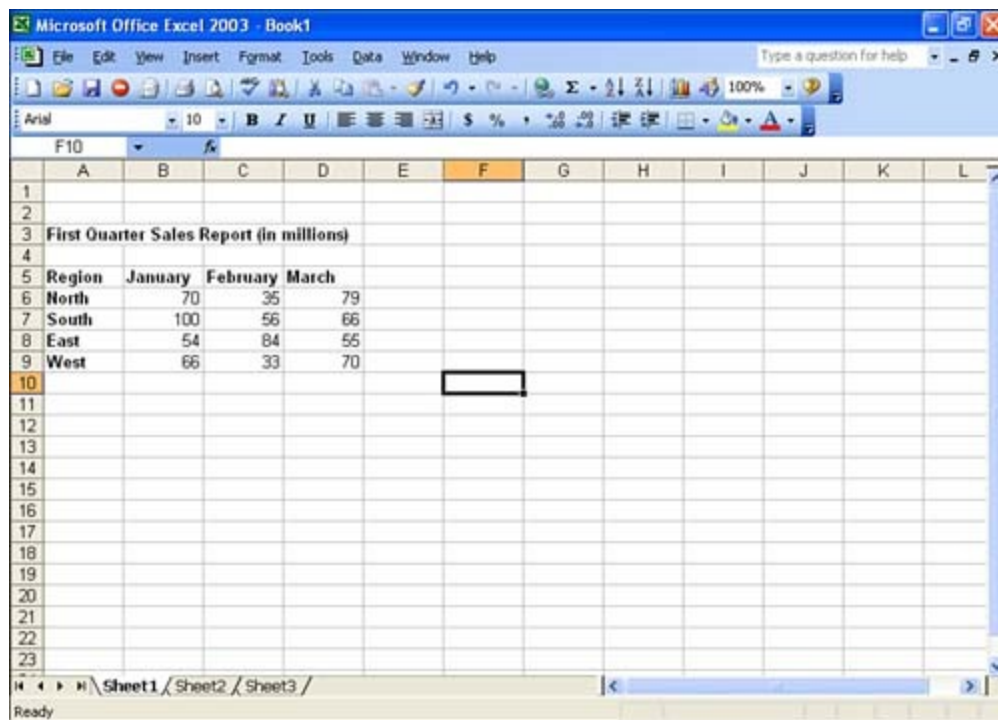 Microsoft Office Excel 2003 - Book1
File Edit View Insert Format Tools Data Window Help Type a question for help
100%
Arial 10 B I U $ % ,
F10 fx
A B C D E F G H I J K L
1
2
3 First Quarter Sales Report (in millions)
4
5 Region January February March
6 North 70 35 79
7 South 100 56 66
8 East 54 84 55
9 West 66 33 70
10
11
12
13
14
15
16
17
18
19
20
21
22
23
Sheet1 Sheet2 Sheet3
Ready